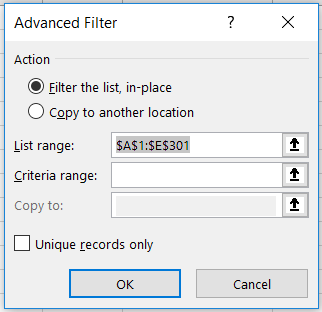 Advanced Filter ? ×
Action
Filter the list, in-place
Copy to another location
List range: $A$1:$E$301
Criteria range:
Copy to:
Unique records only
OK Cancel